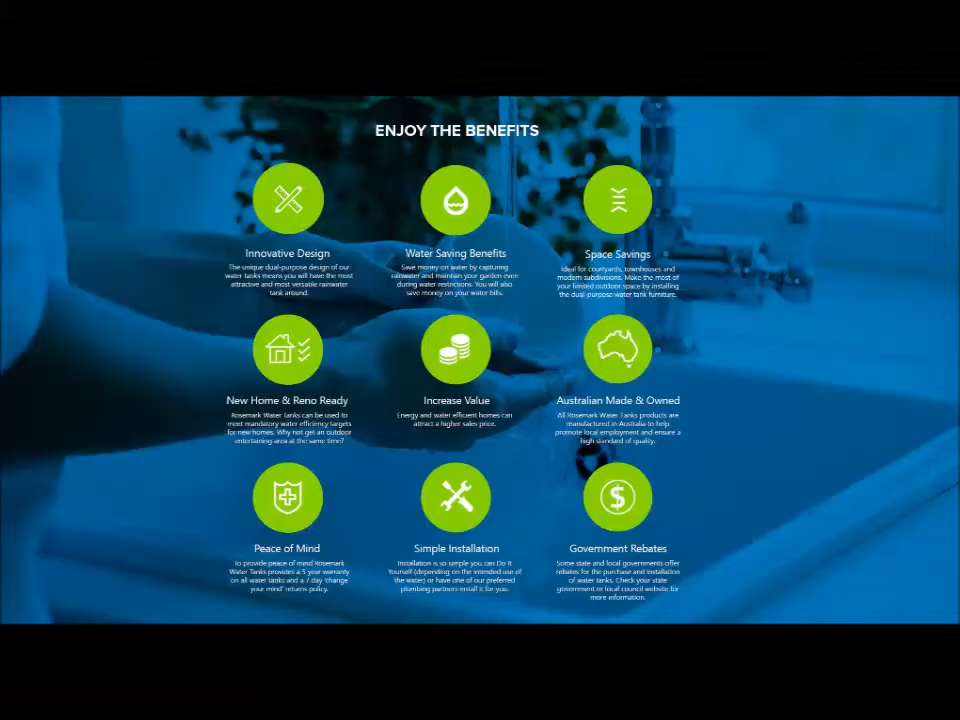 ENJOY THE BENEFITS
Innovative Design
The unique dual-purpose design of our
water tanks means you will have the most
attractive and most versatile rainwater
tank around.
Water Saving Benefits
Save money on water by capturing
rainwater and maintain your garden even
during water restrictions. You will also
save money on your water bills.
Space Savings
Ideal for courtyards, townhouses and
modern subdivisions. Make the most of
your limited outdoor space by installing
the dual-purpose water tank furniture.
New Home & Reno Ready
Rosemark Water Tanks can be used to
meet mandatory water efficiency targets
for new homes. Why not get an outdoor
entertaining area at the same time?
Increase Value
Energy and water efficient homes can
attract a higher sales price.
Australian Made & Owned
All Rosemark Water Tanks products are
manufactured in Australia to help
promote local employment and ensure a
high standard of quality.
Peace of Mind
To provide peace of mind Rosemark
Water Tanks provides a 5 year warranty
on all water tanks and a 7 day 'change
your mind' returns policy.
Simple Installation
Installation is so simple you can Do It
Yourself (depending on the intended use of
the water) or have one of our preferred
plumbing partners install it for you.
$
Government Rebates
Some state and local governments offer
rebates for the purchase and installation
of water tanks. Check your state
government or local council website for
more information.